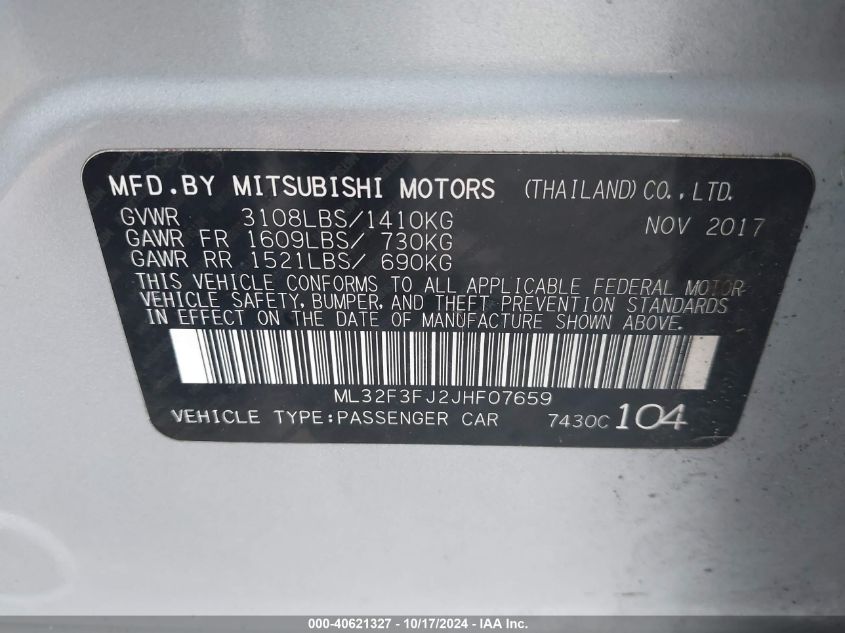 MFD.BY MITSUBISHI MOTORS (THAILAND) CO.,LTD.
GVWR 3108LBS/1410KG NOV 2017
GAWR FR 1609LBS/ 730KG
GAWR RR 1521LBS/ 690KG
THIS VEHICLE CONFORMS TO ALL APPLICABLE FEDERAL MOTOR
VEHICLE SAFETY, BUMPER, AND THEFT PREVENTION STANDARDS
IN EFFECT ON THE DATE OF MANUFACTURE SHOWN ABOVE.
ML32F3FJ2JHF07659
VEHICLE TYPE:PASSENGER CAR 7430C 104
000-40621327 - 10/17/2024 - IAA Inc.